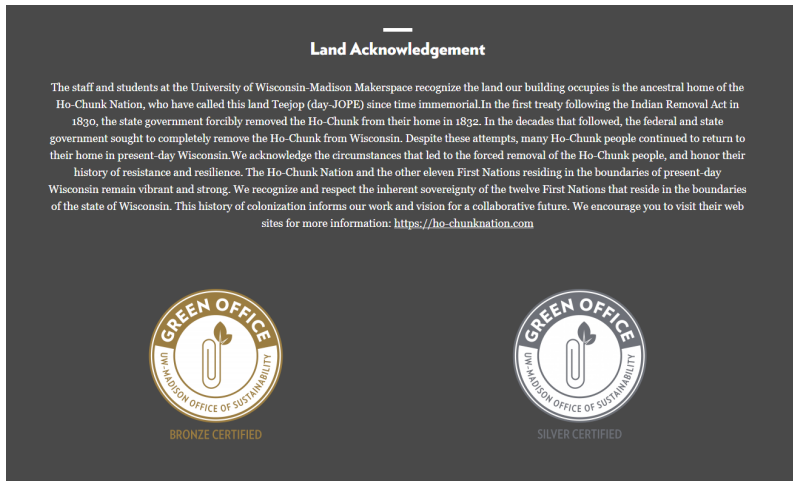 Land Acknowledgement
The staff and students at the University of Wisconsin-Madison Makerspace recognize the land our building occupies is the ancestral home of the
Ho-Chunk Nation, who have called this land Teejop (day-JOPE) since time immemorial.In the first treaty following the Indian Removal Act in
1830, the state government forcibly removed the Ho-Chunk from their home in 1832. In the decades that followed, the federal and state
government sought to completely remove the Ho-Chunk from Wisconsin. Despite these attempts, many Ho-Chunk people continued to return to
their home in present-day Wisconsin.We acknowledge the circumstances that led to the forced removal of the Ho-Chunk people, and honor their
history of resistance and resilience. The Ho-Chunk Nation and the other eleven First Nations residing in the boundaries of present-day
Wisconsin remain vibrant and strong. We recognize and respect the inherent sovereignty of the twelve First Nations that reside in the boundaries
of the state of Wisconsin. This history of colonization informs our work and vision for a collaborative future. We encourage you to visit their web
sites for more information: https://ho-chunknation.com
GREEN OFFICE
UW-MADISON OFFICE OF SUSTAINABILITY
BRONZE CERTIFIED
GREEN OFFICE
UW-MADISON OFFICE OF SUSTAINABILITY
SILVER CERTIFIED